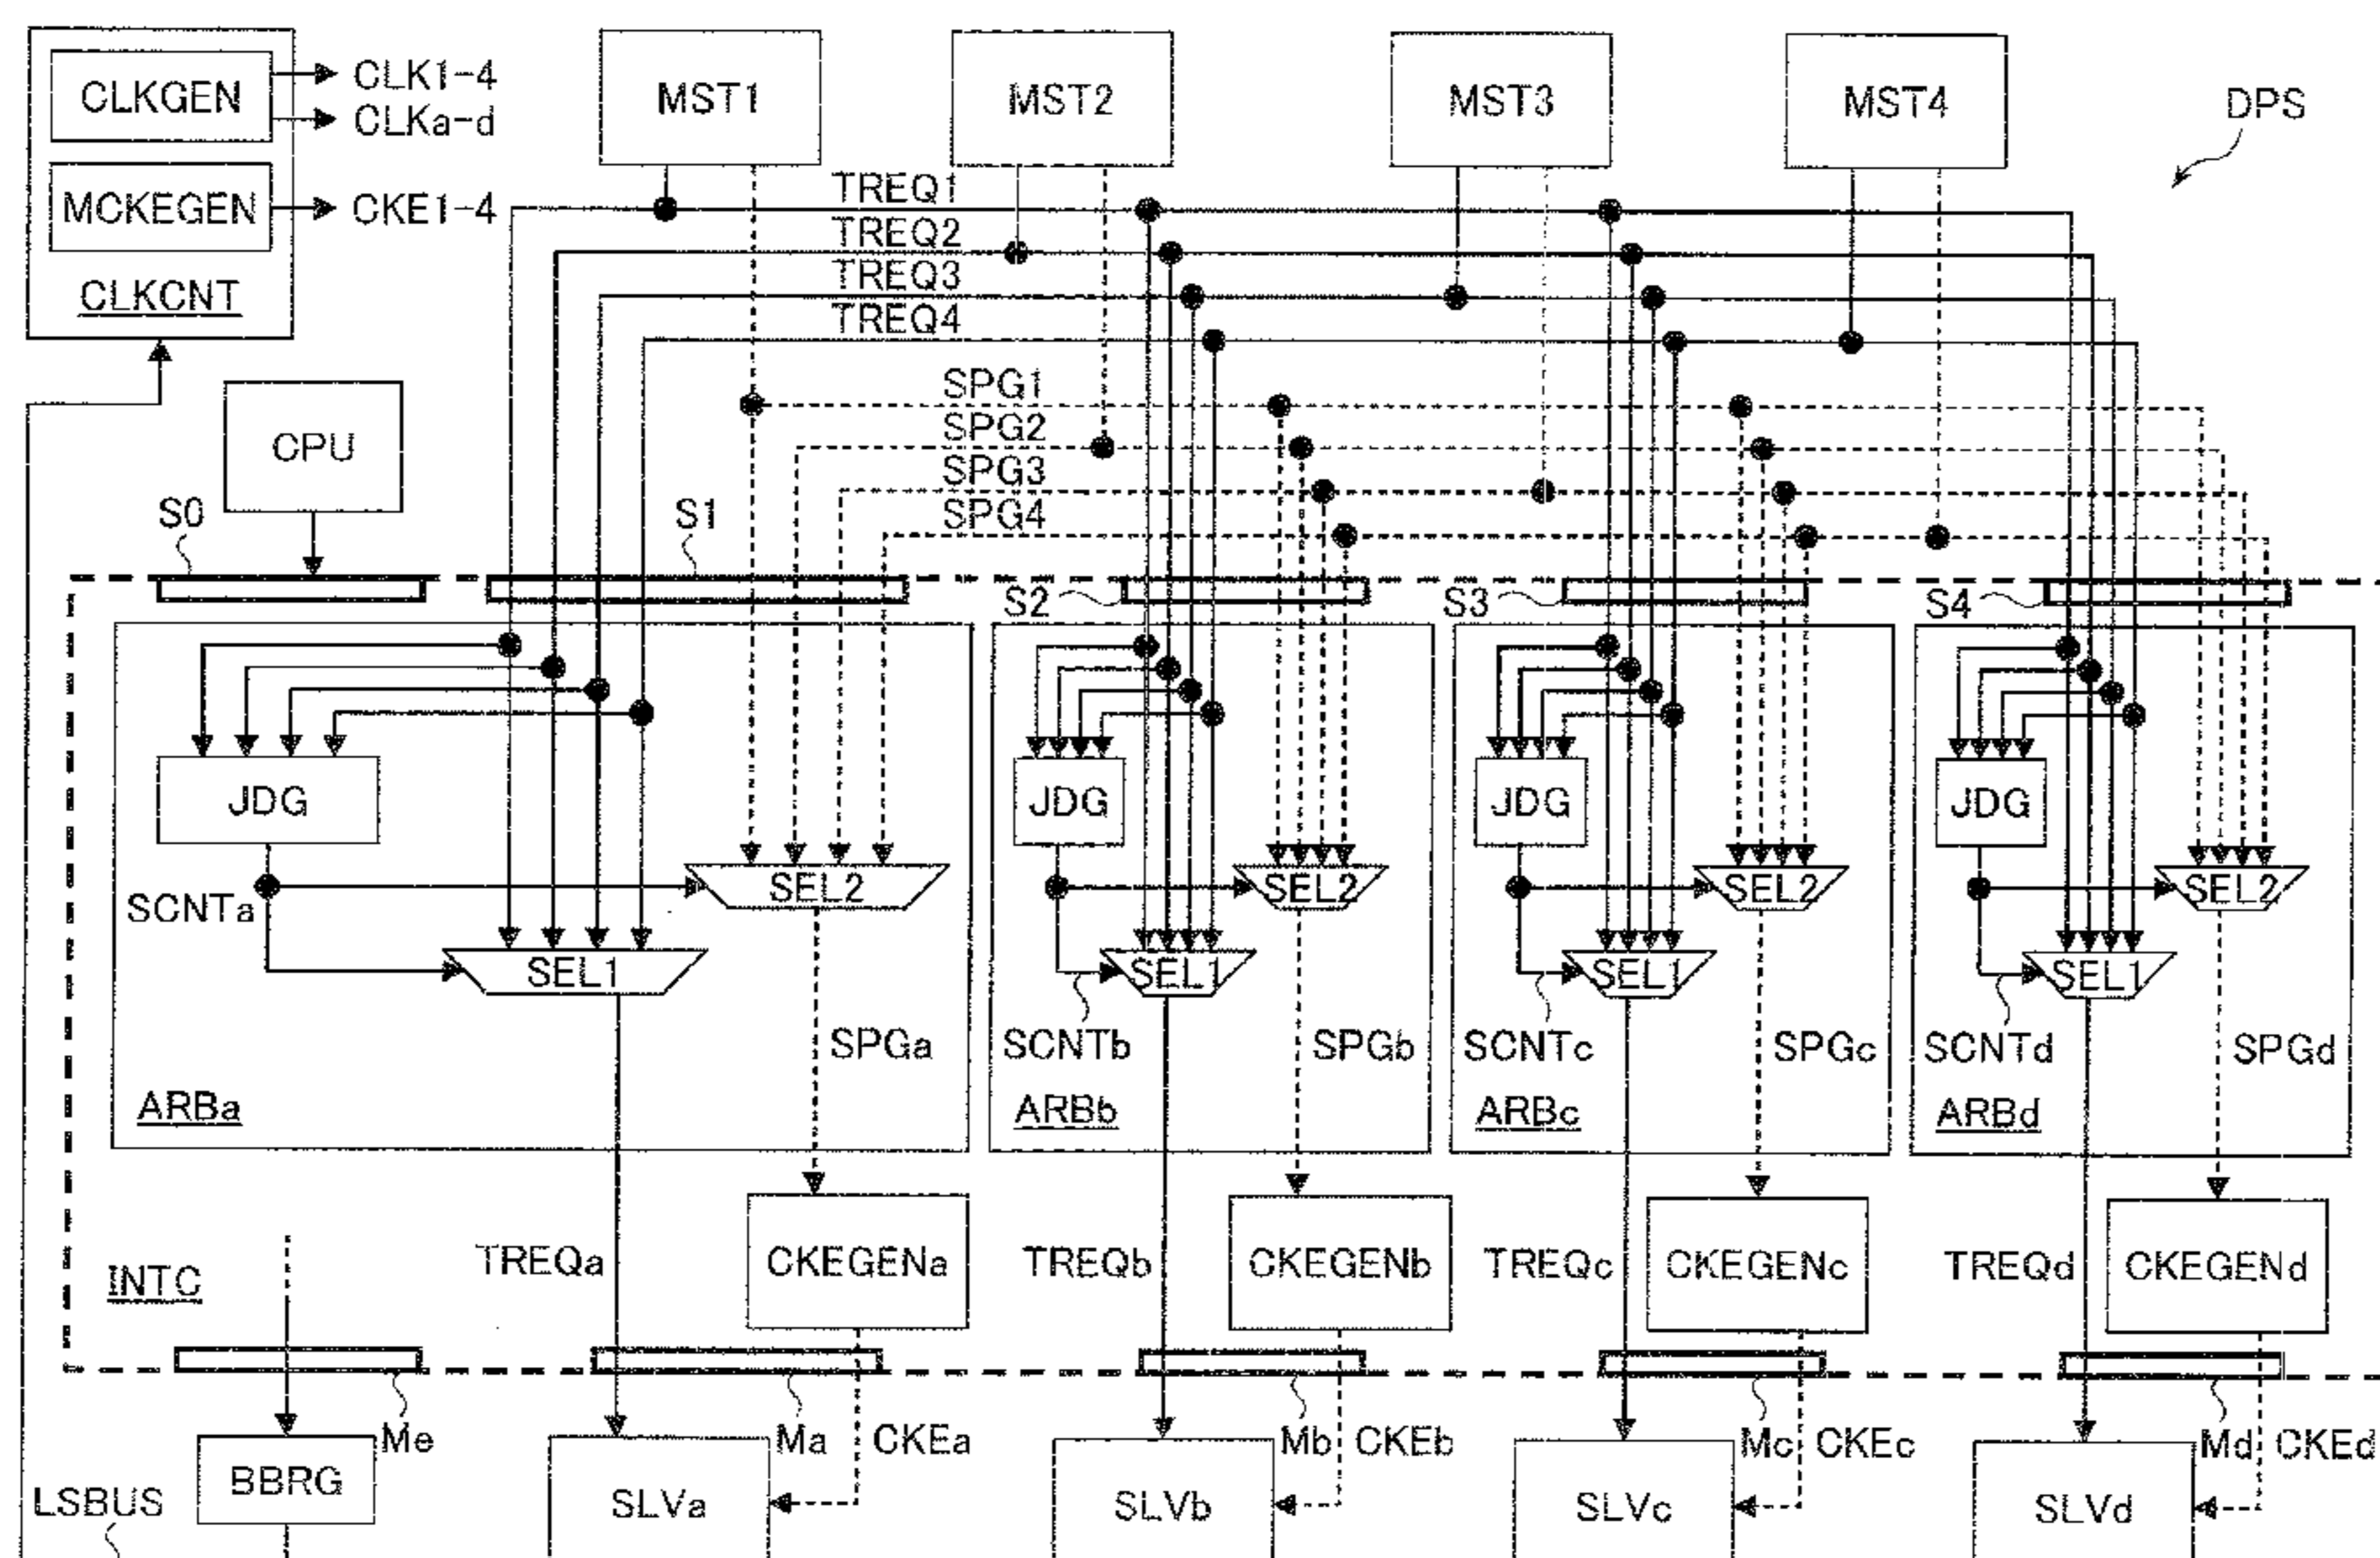 CLKGEN
CLK1-4
CLKa-d
MCKEGEN
CKE1-4
CLKCNT
MST1
MST2
MST3
MST4
DPS
TREQ1
TREQ2
TREQ3
TREQ4
SPG1
SPG2
SPG3
SPG4
CPU
S0
S1
S2
S3
S4
JDG
JDG
JDG
JDG
SCNTa
SEL2
SEL2
SEL2
SEL2
SEL1
SEL1
SEL1
SEL1
SPGa
SCNTb
SPGb
SCNTc
SPGc
SCNTd
SPGd
ARBa
ARBb
ARBc
ARBd
INTC
TREQa
CKEGENa
TREQb
CKEGENb
TREQc
CKEGENc
TREQd
CKEGENd
Me
Ma
CKEa
Mb
CKEb
Mc
CKEc
Md
CKEd
LSBUS
BBRG
SLVa
SLVb
SLVc
SLVd